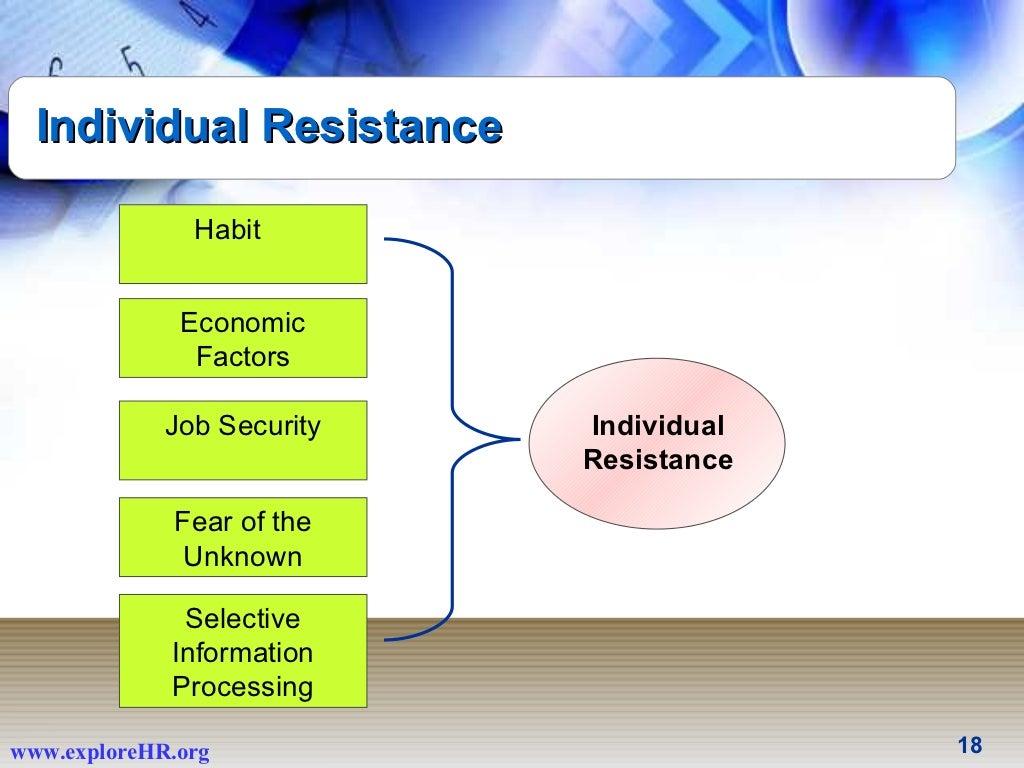 Individual Resistance
Habit
Economic
Factors
Job Security
Fear of the
Unknown
Selective
Information
Processing
Individual
Resistance
www.exploreHR.org
18